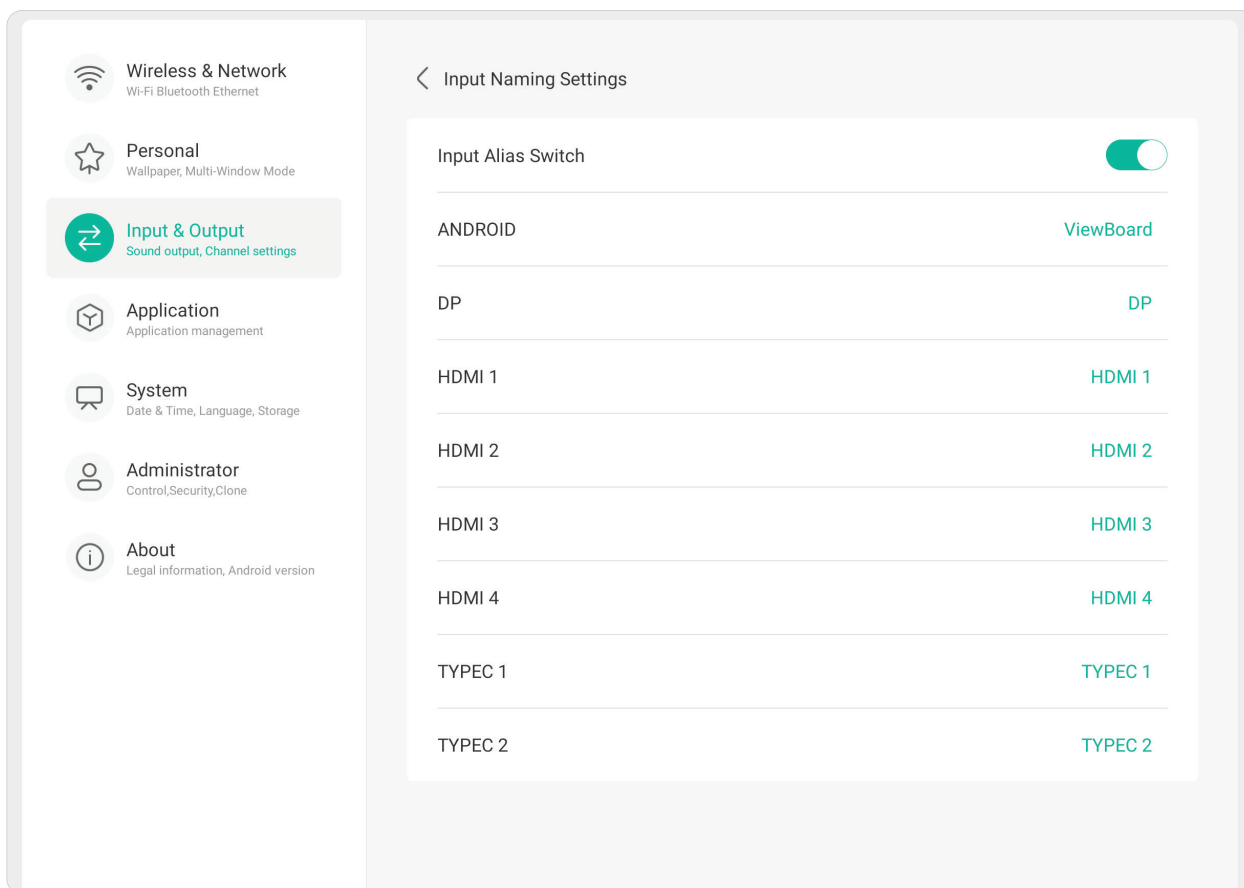 Wireless & Network
Wi-Fi Bluetooth Ethernet
Personal
Wallpaper, Multi-Window Mode
Input & Output
Sound output, Channel settings
Application
Application management
System
Date & Time, Language, Storage
Administrator
Control,Security,Clone
About
Legal information, Android version
Input Naming Settings
Input Alias Switch
ANDROID ViewBoard
DP DP
HDMI 1 HDMI 1
HDMI 2 HDMI 2
HDMI 3 HDMI 3
HDMI 4 HDMI 4
TYPEC 1 TYPEC 1
TYPEC 2 TYPEC 2